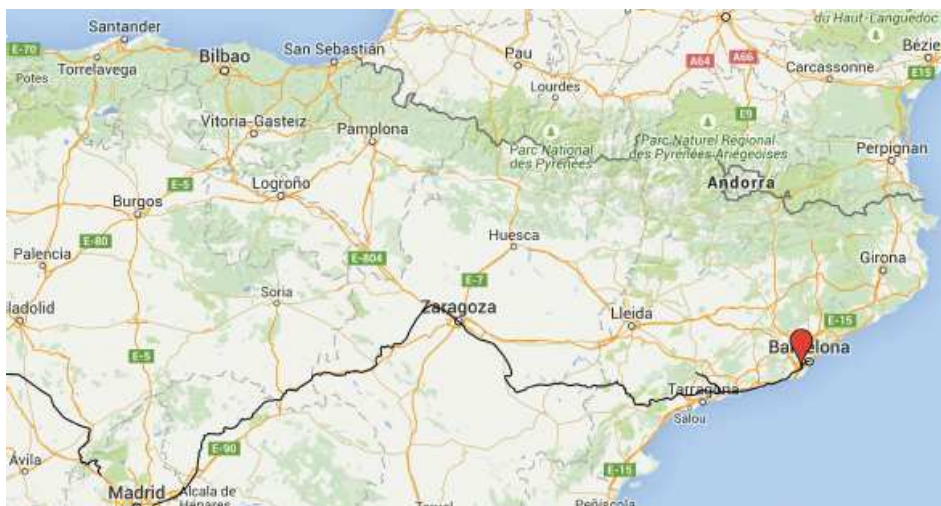 du Haut-Languedoc
E-70
Santander
Bilbao
San Sebastián
Pau
A64
A66
Bézie
Torrelavega
Potes
Carcassonne
E15
Lourdes
E9
Vitoria-Gasteiz
Pamplona
Parc National
des Pyrénées
Parc Naturel Régional
des Pyrénées-Ariégeoises
Perpignan
E-5
Logroño
Andorra
Burgos
E-80
Palencia
Huesca
E-804
Girona
E-7
Soria
ladolid
Zaragoza
Lleida
E-15
E-5
Barcelona
Tarragona
Salou
E-90
Ávila
E-15
Madrid
Alcala de
Henares
Peñíscola